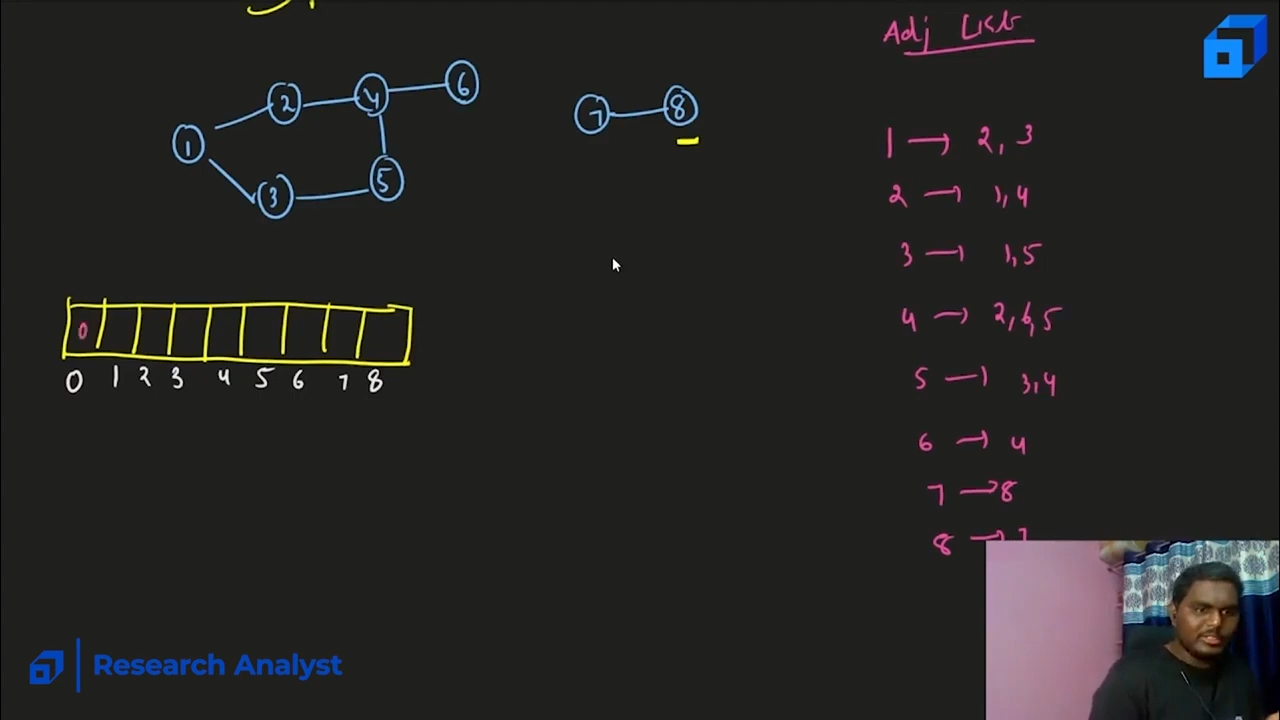 Adj List
6
2
4
7
8
1
5
3
1 → 2, 3
2 → 1,4
3 → 1,5
4 → 2,6,5
5 → 3,4
6 → 4
7 → 8
8 →
0
0 1 2 3 4 5 6 7 8
Research Analyst